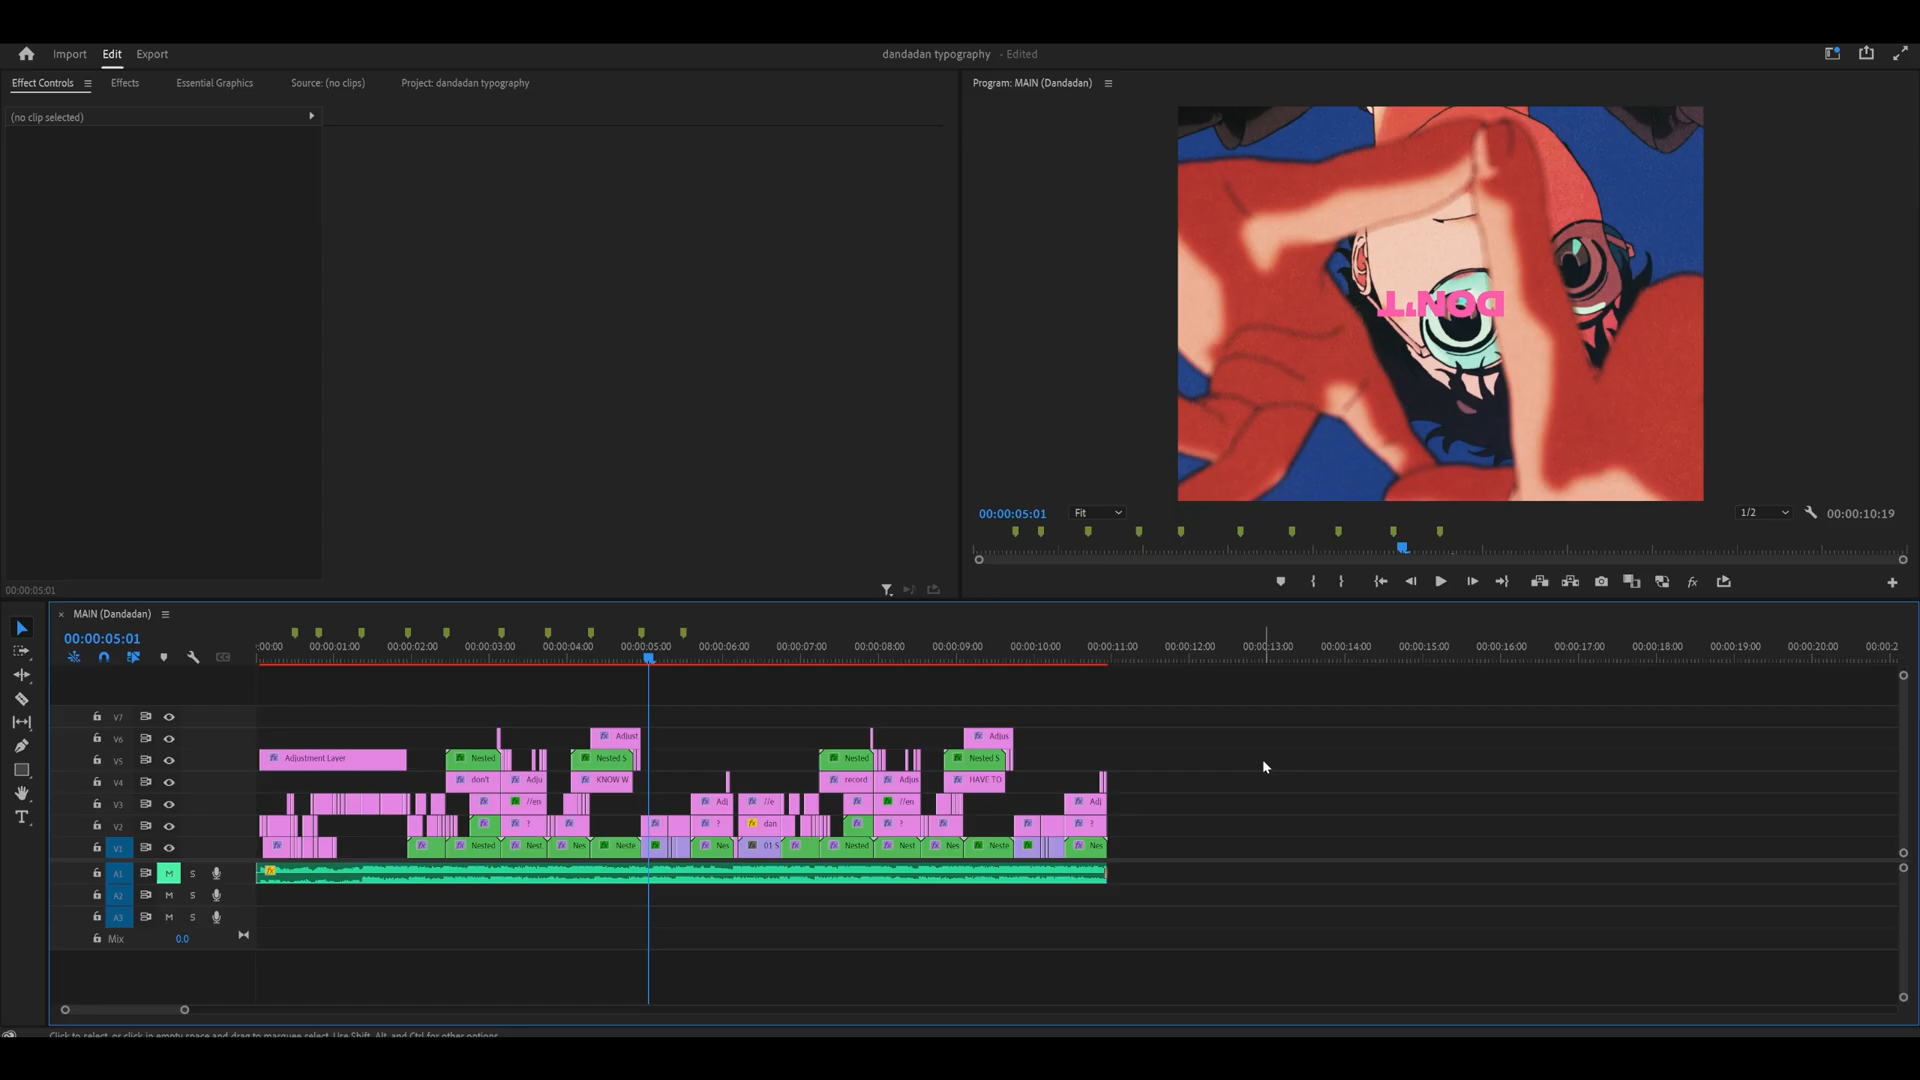 Import Edit Export
dandadan typography - Edited
Effect Controls Effects Essential Graphics Source: (no clips) Project: dandadan typography
(no clip selected)
00:00:05:01
Program: MAIN (Dandadan)
DON'T
00:00:05:01 Fit 1/2 00:00:10:19
MAIN (Dandadan)
00:00:05:01
:00:00 00:00:01:00 00:00:02:00 00:00:03:00 00:00:04:00 00:00:05:00 00:00:06:00 00:00:07:00 00:00:08:00 00:00:09:00 00:00:10:00 00:00:11:00 00:00:12:00 00:00:13:00 00:00:14:00 00:00:15:00 00:00:16:00 00:00:17:00 00:00:18:00 00:00:19:00 00:00:20:00 00:00:2
V7
V6 Adjust Adjus
V5 Adjustment Layer Nested Nested S Nested Nested S
V4 don't Adju KNOW W record Adjus HAVE TO
V3 //en Adj //e //en Adj
V2 ? ? dan ? ?
V1 Nested Nest Nes Neste Nes 01 S Nested Nest Nes Neste Nes
A1 M S
A2 M S
A3 M S
Mix 0.0
Click to select, or click in empty space and drag to marquee select. Use Shift, Alt, and Ctrl for other options.